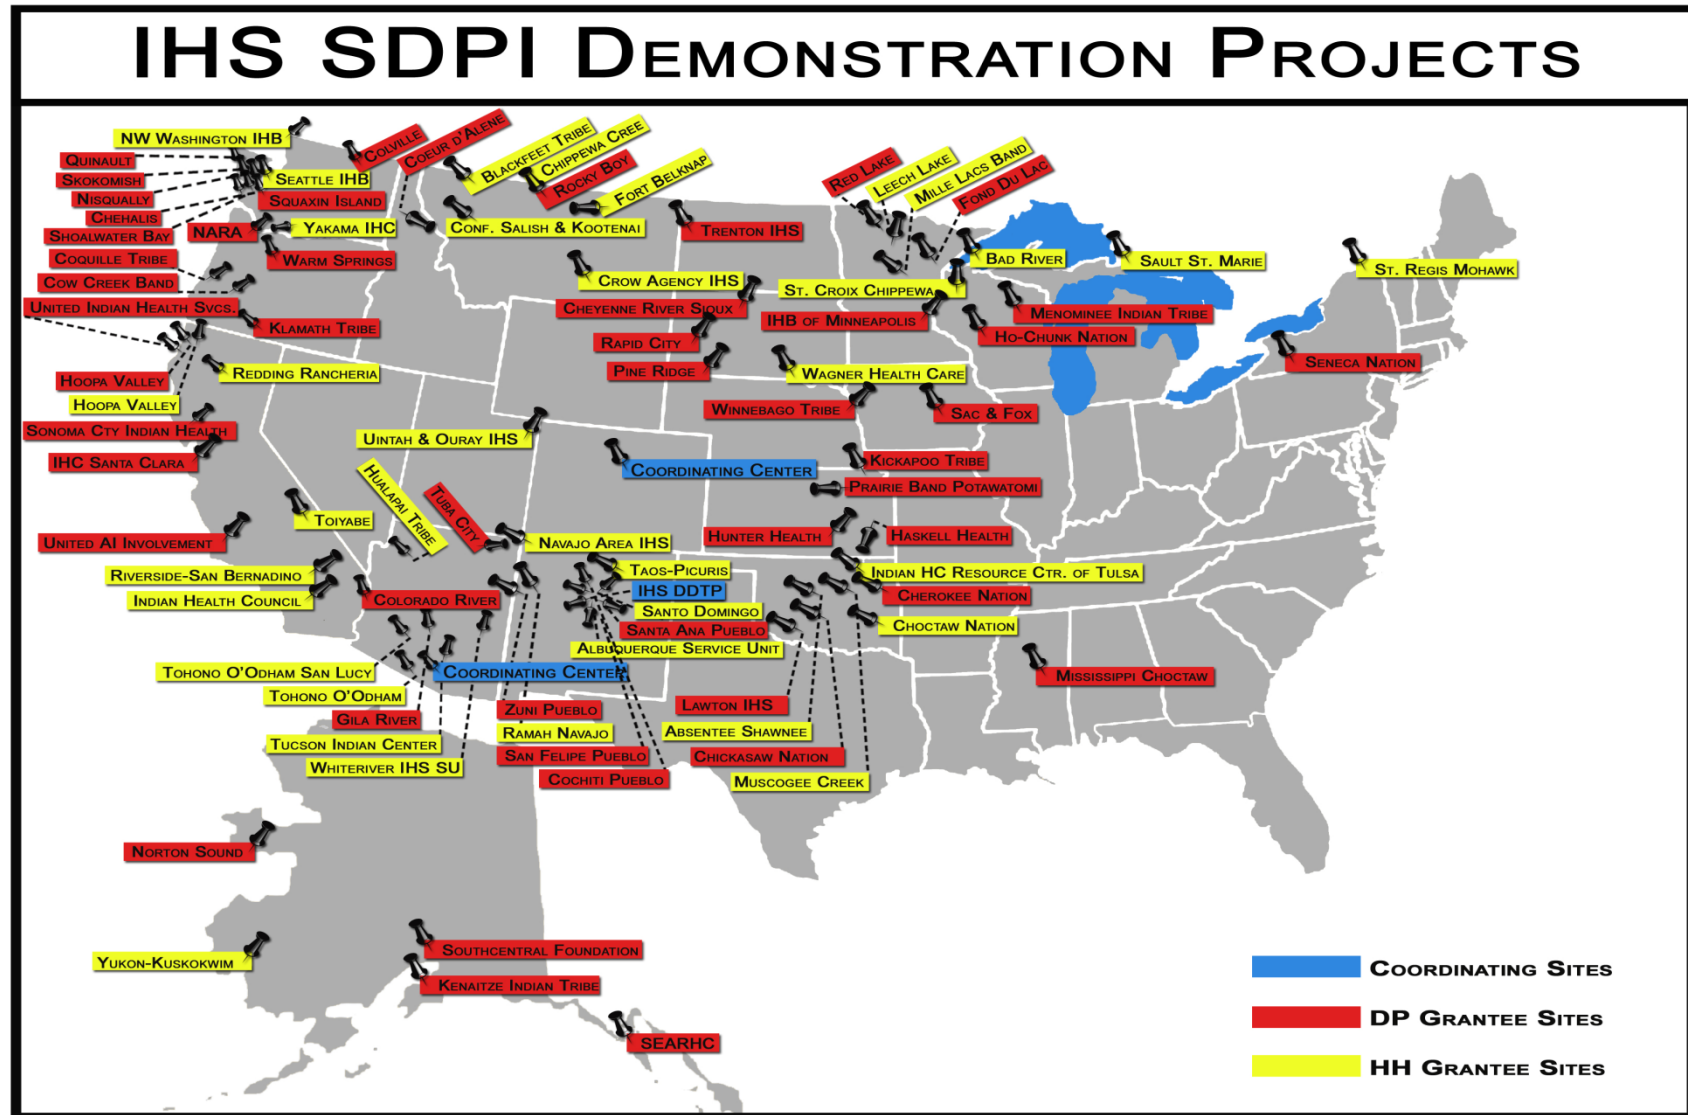 IHS SDPI Demonstration Projects
NW Washington IHB
Quinault
Skokomish
Nisqually
Chehalis
Shoalwater Bay
Seattle IHB
Squaxin Island
NARA
Yakama IHC
Warm Springs
Coquille Tribe
Cow Creek Band
United Indian Health Svcs.
Klamath Tribe
Hoopa Valley
Hoopa Valley
Redding Rancheria
Sonoma Cty Indian Health
IHC Santa Clara
Toiyabe
United AI Involvement
Riverside-San Bernadino
Indian Health Council
Colville
Coeur d'Alene
Blackfeet Tribe
Chippewa Cree
Rocky Boy
Fort Belknap
Conf. Salish & Kootenai
Trenton IHS
Crow Agency IHS
Cheyenne River Sioux
Rapid City
Pine Ridge
Wagner Health Care
Winnebago Tribe
Sac & Fox
Red Lake
Leech Lake
Mille Lacs Band
Fond Du Lac
Bad River
Sault St. Marie
St. Croix Chippewa
IHB of Minneapolis
Menominee Indian Tribe
Ho-Chunk Nation
St. Regis Mohawk
Seneca Nation
Uintah & Ouray IHS
Coordinating Center
Kickapoo Tribe
Prairie Band Potawatomi
Hunter Health
Haskell Health
Hualapai Tribe
Tuba City
Navajo Area IHS
Taos-Picuris
IHS DDTP
Santo Domingo
Santa Ana Pueblo
Albuquerque Service Unit
Indian HC Resource Ctr. of Tulsa
Cherokee Nation
Choctaw Nation
Mississippi Choctaw
Colorado River
Coordinating Center
Tohono O'Odham San Lucy
Tohono O'Odham
Gila River
Tucson Indian Center
Whiteriver IHS SU
Zuni Pueblo
Ramah Navajo
San Felipe Pueblo
Cochiti Pueblo
Lawton IHS
Absentee Shawnee
Chickasaw Nation
Muscogee Creek
Norton Sound
Yukon-Kuskokwim
Southcentral Foundation
Kenaitze Indian Tribe
SEARHC
Coordinating Sites
DP Grantee Sites
HH Grantee Sites